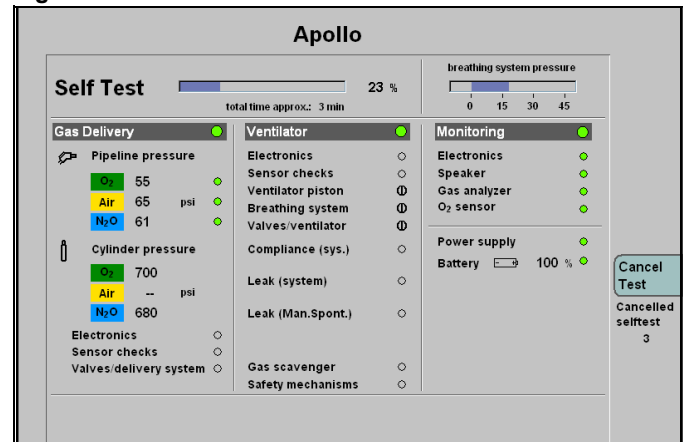 Apollo
Self Test
23 %
total time approx.: 3 min
breathing system pressure
0 15 30 45
Gas Delivery
Pipeline pressure
O₂ 55
Air 65 psi
N₂O 61
Cylinder pressure
O₂ 700
Air -- psi
N₂O 680
Electronics
Sensor checks
Valves/delivery system
Ventilator
Electronics
Sensor checks
Ventilator piston
Breathing system
Valves/ventilator
Compliance (sys.)
Leak (system)
Leak (Man.Spont.)
Gas scavenger
Safety mechanisms
Monitoring
Electronics
Speaker
Gas analyzer
O₂ sensor
Power supply
Battery 100 %
Cancel
Test
Cancelled
selftest
3